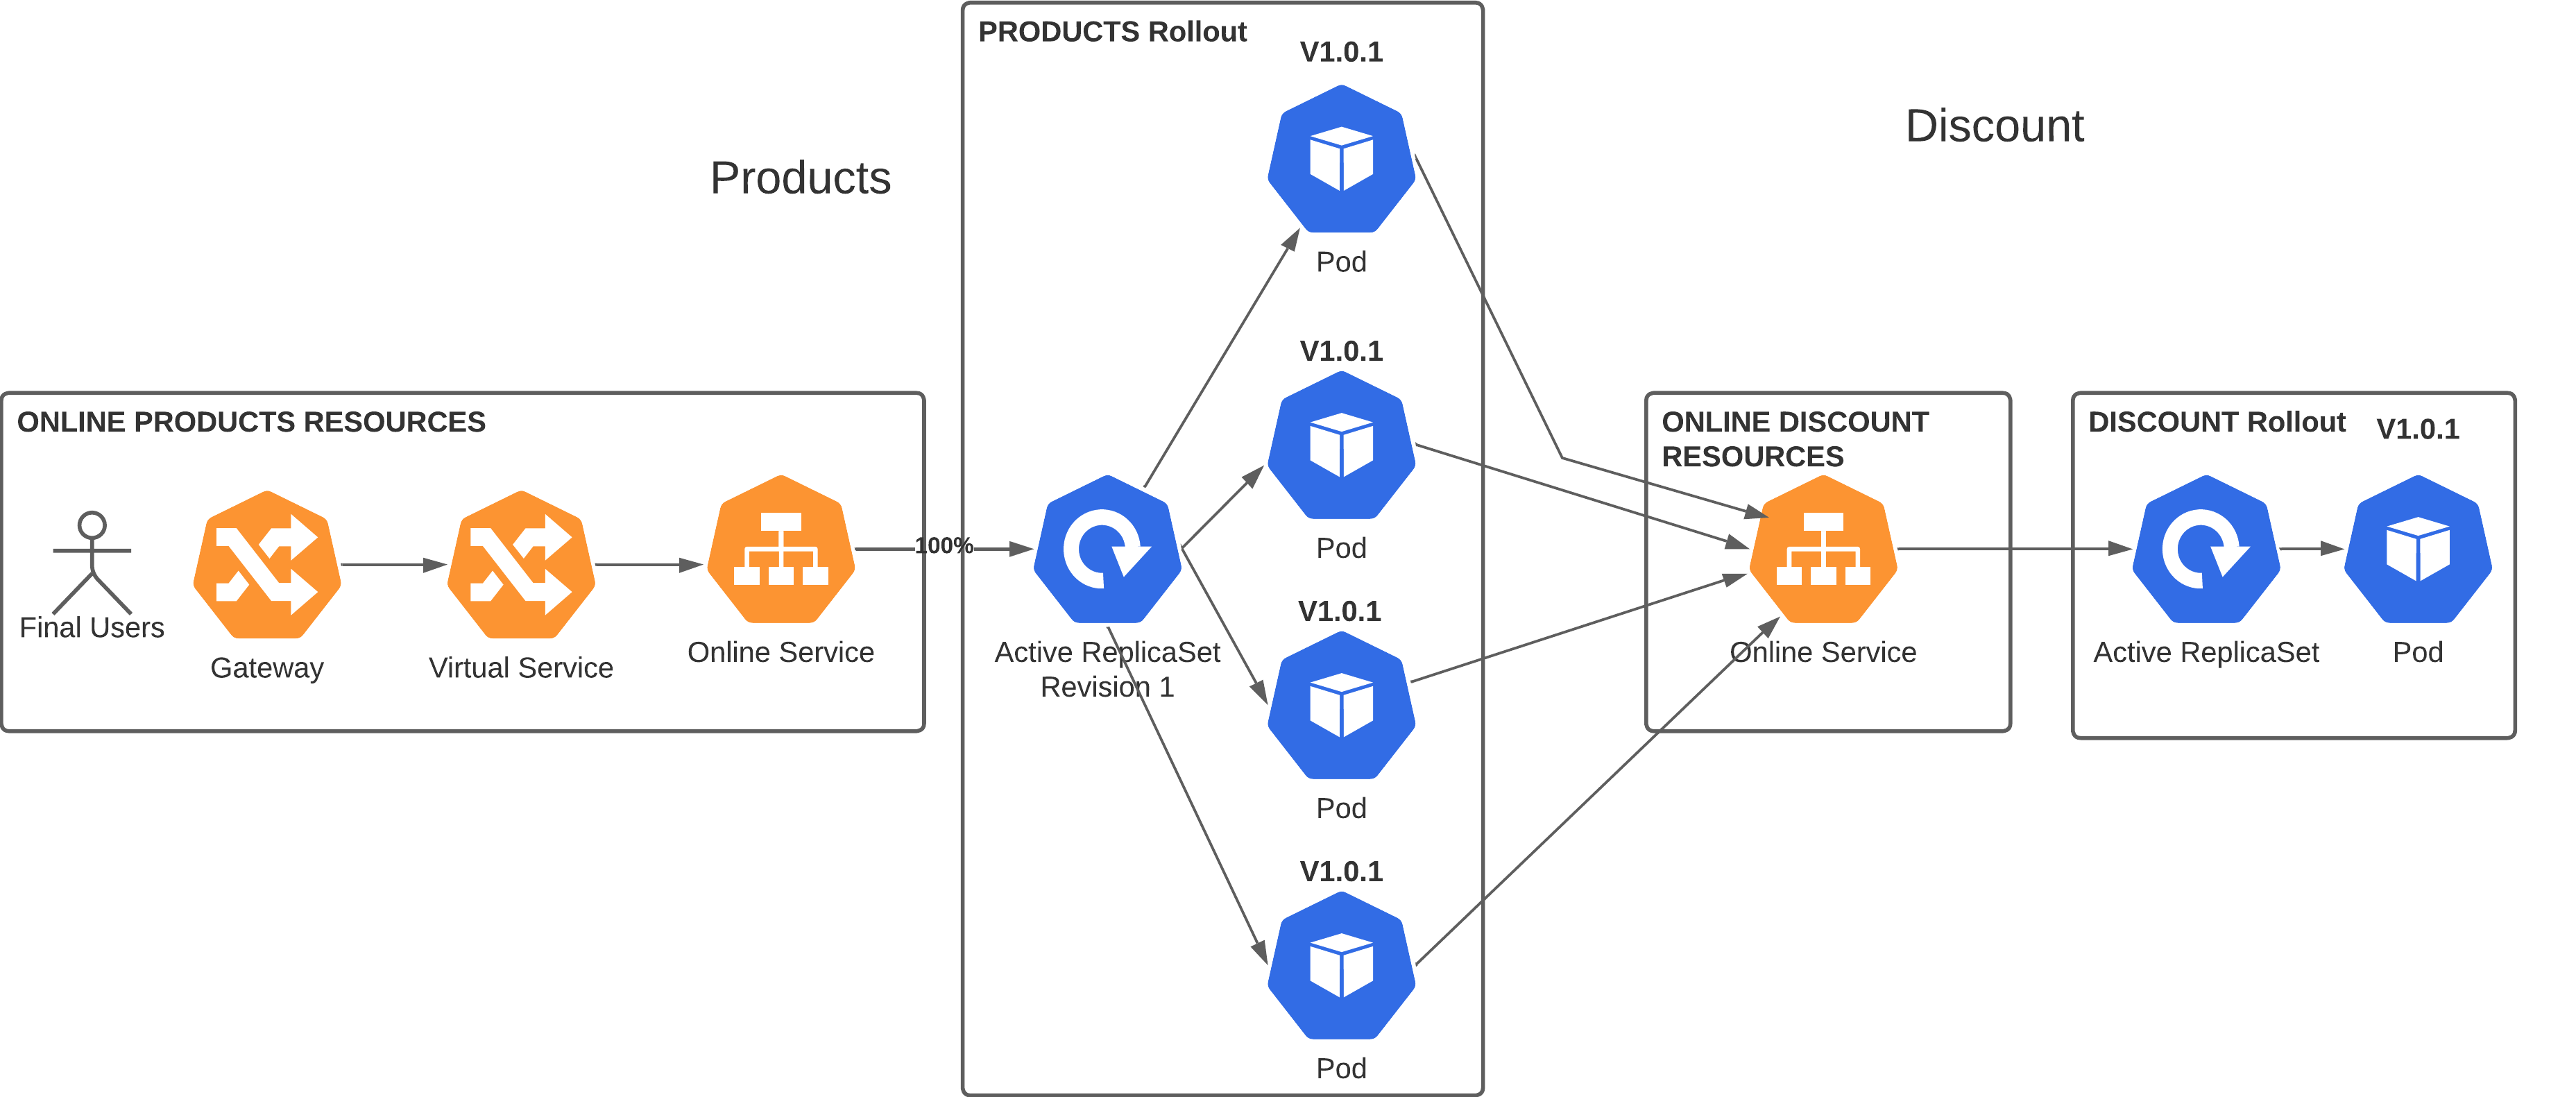 Products
Discount
ONLINE PRODUCTS RESOURCES
Final Users
Gateway
Virtual Service
Online Service
100%
PRODUCTS Rollout
Active ReplicaSet
Revision 1
V1.0.1
Pod
V1.0.1
Pod
V1.0.1
Pod
V1.0.1
Pod
ONLINE DISCOUNT
RESOURCES
Online Service
DISCOUNT Rollout
V1.0.1
Active ReplicaSet
Pod